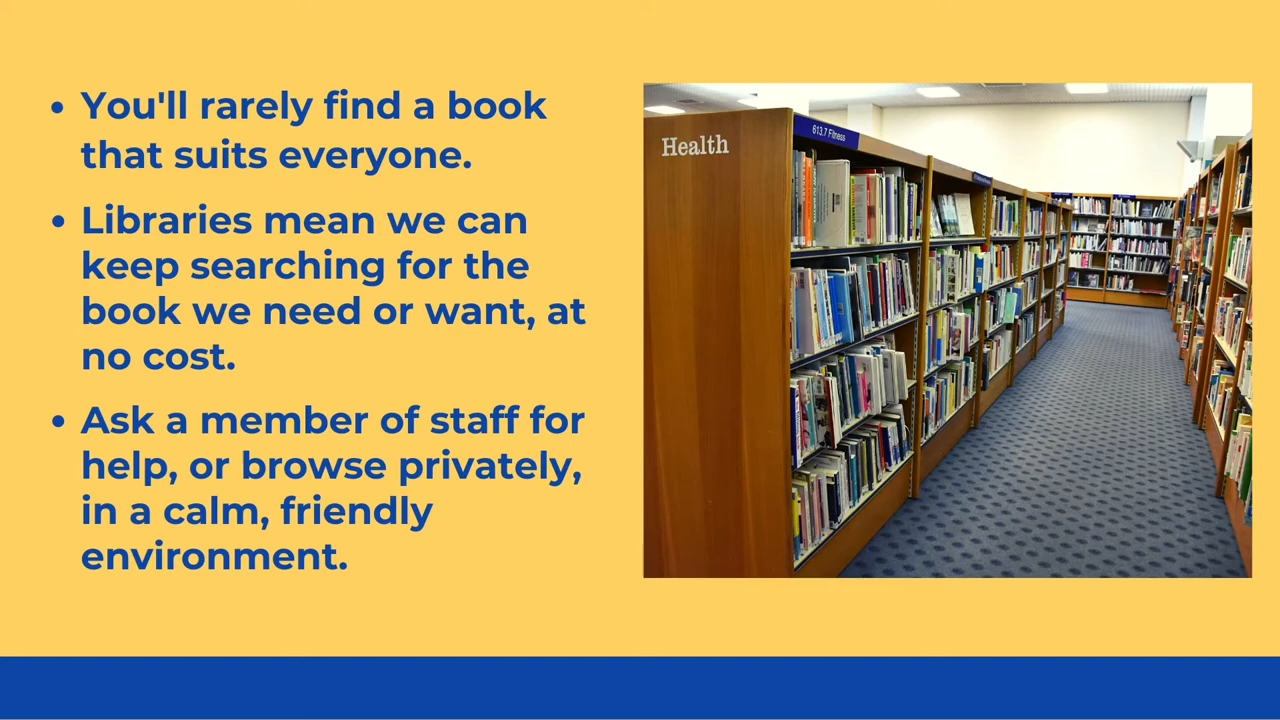 • You'll rarely find a book
that suits everyone.
• Libraries mean we can
keep searching for the
book we need or want, at
no cost.
• Ask a member of staff for
help, or browse privately,
in a calm, friendly
environment.
Health
613.7 Fitness